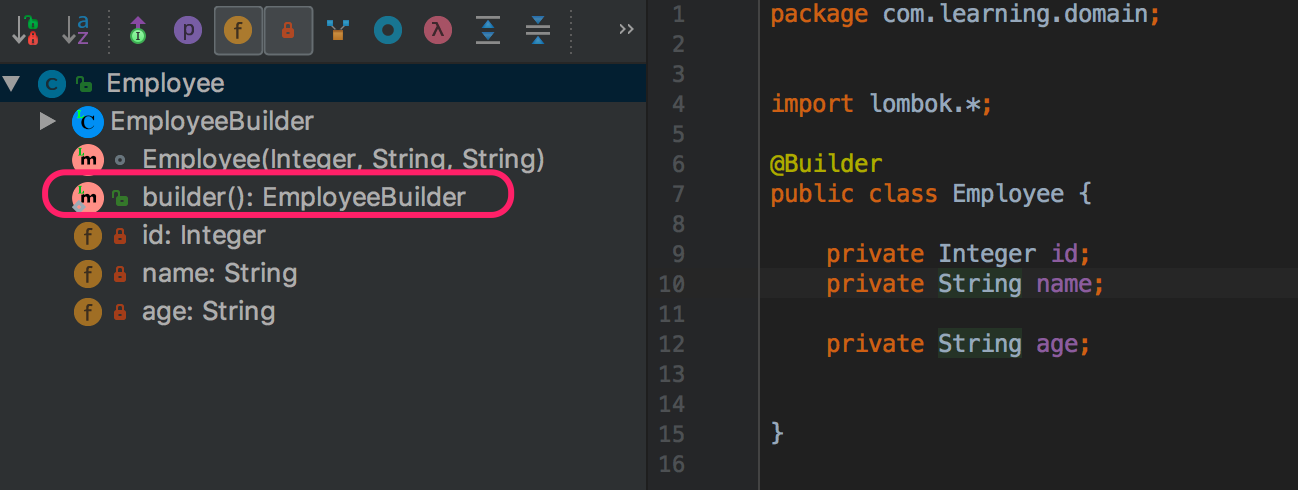 Employee
EmployeeBuilder
Employee(Integer, String, String)
builder(): EmployeeBuilder
id: Integer
name: String
age: String
1 package com.learning.domain;
2
3
4 import lombok.*;
5
6 @Builder
7 public class Employee {
8
9 private Integer id;
10 private String name;
11
12 private String age;
13
14
15 }
16